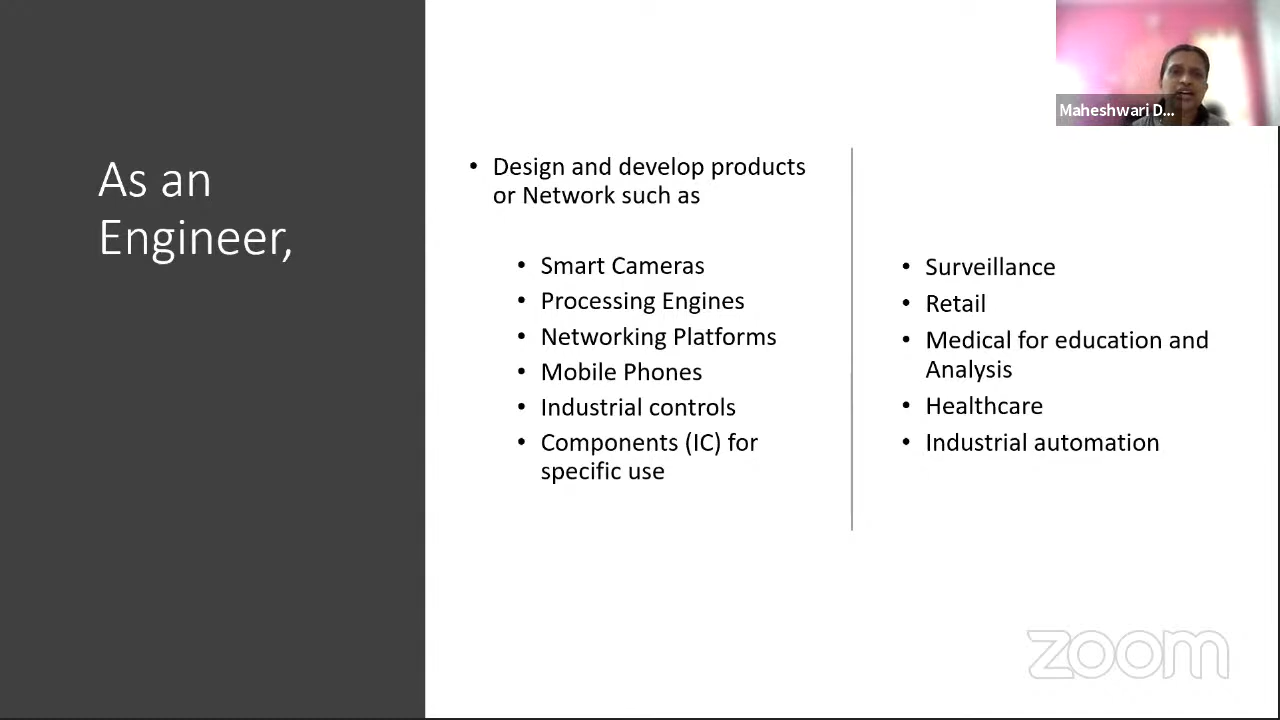 As an
Engineer,
• Design and develop products
or Network such as
• Smart Cameras
• Processing Engines
• Networking Platforms
• Mobile Phones
• Industrial controls
• Components (IC) for
specific use
• Surveillance
• Retail
• Medical for education and
Analysis
• Healthcare
• Industrial automation
Maheshwari D...
zoom